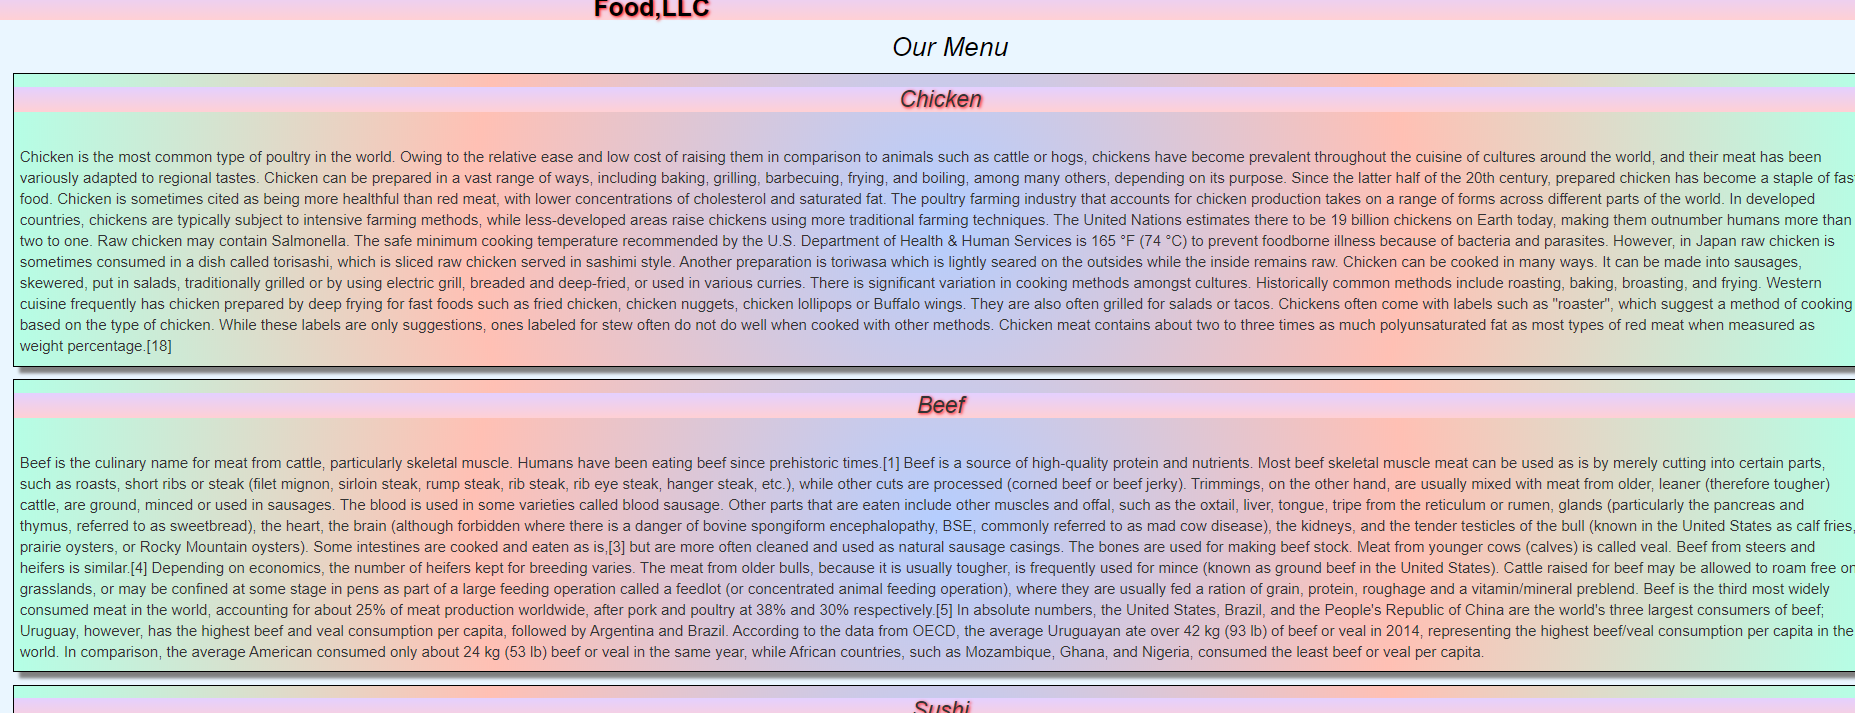 Food,LLC
Our Menu
Chicken
Chicken is the most common type of poultry in the world. Owing to the relative ease and low cost of raising them in comparison to animals such as cattle or hogs, chickens have become prevalent throughout the cuisine of cultures around the world, and their meat has been
variously adapted to regional tastes. Chicken can be prepared in a vast range of ways, including baking, grilling, barbecuing, frying, and boiling, among many others, depending on its purpose. Since the latter half of the 20th century, prepared chicken has become a staple of fas
food. Chicken is sometimes cited as being more healthful than red meat, with lower concentrations of cholesterol and saturated fat. The poultry farming industry that accounts for chicken production takes on a range of forms across different parts of the world. In developed
countries, chickens are typically subject to intensive farming methods, while less-developed areas raise chickens using more traditional farming techniques. The United Nations estimates there to be 19 billion chickens on Earth today, making them outnumber humans more than
two to one. Raw chicken may contain Salmonella. The safe minimum cooking temperature recommended by the U.S. Department of Health & Human Services is 165 °F (74 °C) to prevent foodborne illness because of bacteria and parasites. However, in Japan raw chicken is
sometimes consumed in a dish called torisashi, which is sliced raw chicken served in sashimi style. Another preparation is toriwasa which is lightly seared on the outsides while the inside remains raw. Chicken can be cooked in many ways. It can be made into sausages,
skewered, put in salads, traditionally grilled or by using electric grill, breaded and deep-fried, or used in various curries. There is significant variation in cooking methods amongst cultures. Historically common methods include roasting, baking, broasting, and frying. Western
cuisine frequently has chicken prepared by deep frying for fast foods such as fried chicken, chicken nuggets, chicken lollipops or Buffalo wings. They are also often grilled for salads or tacos. Chickens often come with labels such as "roaster", which suggest a method of cooking
based on the type of chicken. While these labels are only suggestions, ones labeled for stew often do not do well when cooked with other methods. Chicken meat contains about two to three times as much polyunsaturated fat as most types of red meat when measured as
weight percentage.[18]
Beef
Beef is the culinary name for meat from cattle, particularly skeletal muscle. Humans have been eating beef since prehistoric times.[1] Beef is a source of high-quality protein and nutrients. Most beef skeletal muscle meat can be used as is by merely cutting into certain parts,
such as roasts, short ribs or steak (filet mignon, sirloin steak, rump steak, rib steak, rib eye steak, hanger steak, etc.), while other cuts are processed (corned beef or beef jerky). Trimmings, on the other hand, are usually mixed with meat from older, leaner (therefore tougher)
cattle, are ground, minced or used in sausages. The blood is used in some varieties called blood sausage. Other parts that are eaten include other muscles and offal, such as the oxtail, liver, tongue, tripe from the reticulum or rumen, glands (particularly the pancreas and
thymus, referred to as sweetbread), the heart, the brain (although forbidden where there is a danger of bovine spongiform encephalopathy, BSE, commonly referred to as mad cow disease), the kidneys, and the tender testicles of the bull (known in the United States as calf fries,
prairie oysters, or Rocky Mountain oysters). Some intestines are cooked and eaten as is,[3] but are more often cleaned and used as natural sausage casings. The bones are used for making beef stock. Meat from younger cows (calves) is called veal. Beef from steers and
heifers is similar.[4] Depending on economics, the number of heifers kept for breeding varies. The meat from older bulls, because it is usually tougher, is frequently used for mince (known as ground beef in the United States). Cattle raised for beef may be allowed to roam free on
grasslands, or may be confined at some stage in pens as part of a large feeding operation called a feedlot (or concentrated animal feeding operation), where they are usually fed a ration of grain, protein, roughage and a vitamin/mineral preblend. Beef is the third most widely
consumed meat in the world, accounting for about 25% of meat production worldwide, after pork and poultry at 38% and 30% respectively.[5] In absolute numbers, the United States, Brazil, and the People's Republic of China are the world's three largest consumers of beef;
Uruguay, however, has the highest beef and veal consumption per capita, followed by Argentina and Brazil. According to the data from OECD, the average Uruguayan ate over 42 kg (93 lb) of beef or veal in 2014, representing the highest beef/veal consumption per capita in the
world. In comparison, the average American consumed only about 24 kg (53 lb) beef or veal in the same year, while African countries, such as Mozambique, Ghana, and Nigeria, consumed the least beef or veal per capita.
Sushi